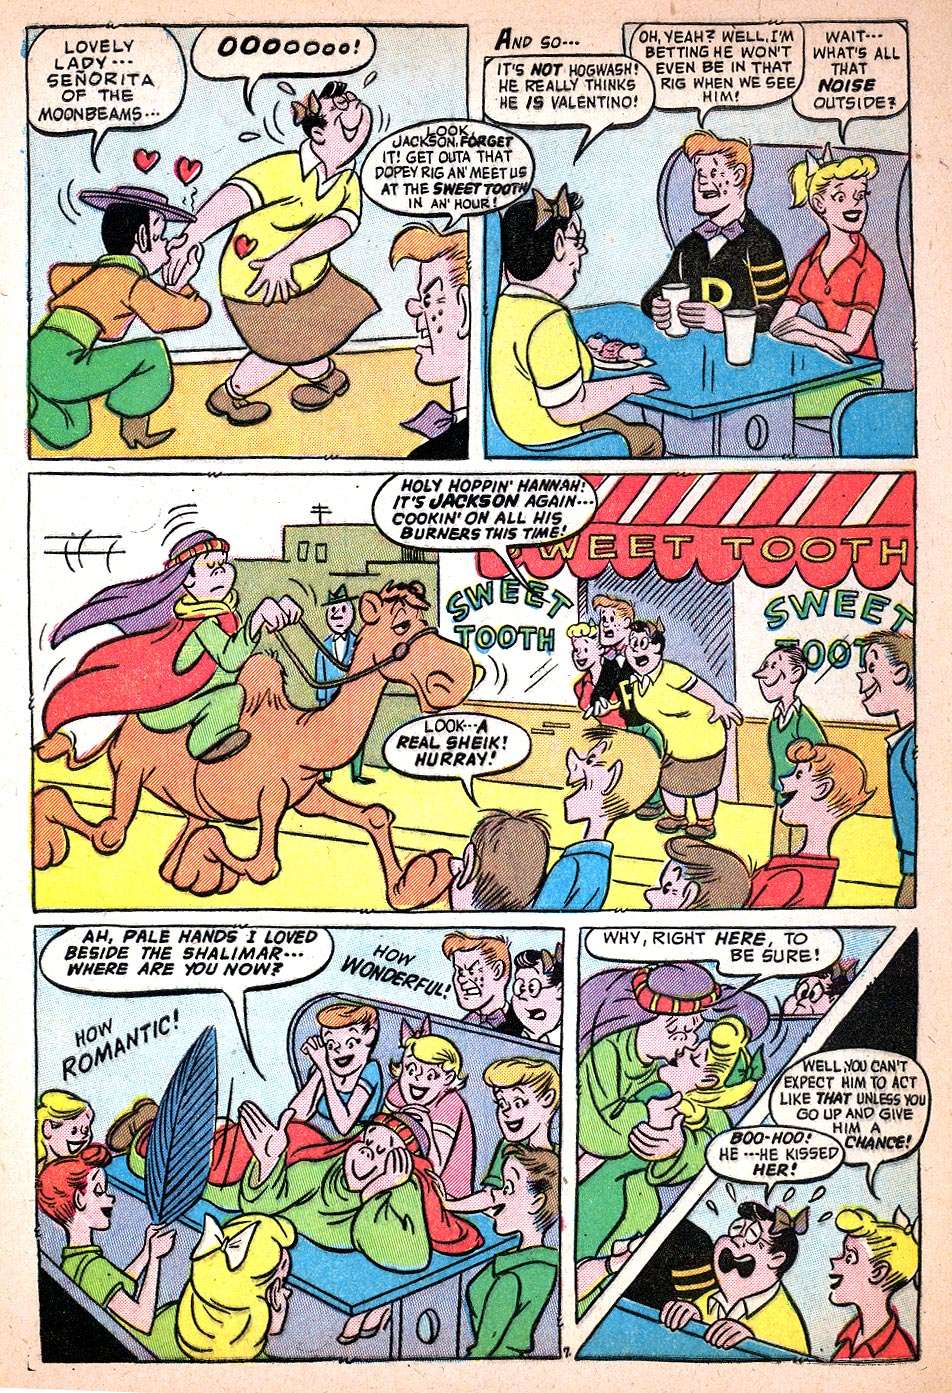 LOVELY
LADY---
SEÑORITA
OF THE
MOONBEAMS---
OOOOOOO!
LOOK,
JACKSON, FORGET
IT! GET OUTA THAT
DOPEY RIG AN' MEET US
AT THE SWEET TOOTH
IN AN' HOUR!
AND SO---
IT'S NOT HOGWASH!
HE REALLY THINKS
HE IS VALENTINO!
OH, YEAH? WELL, I'M
BETTING HE WON'T
EVEN BE IN THAT
RIG WHEN WE SEE
HIM!
WAIT---
WHAT'S ALL
THAT
NOISE
OUTSIDE?
P
HOLY HOPPIN' HANNAH!
IT'S JACKSON AGAIN---
COOKIN' ON ALL HIS
BURNERS THIS TIME!
SWEET TOOTH
SWEET
TOOTH
SWEET
TOOT
P
LOOK---A
REAL SHEIK!
HURRAY!
AH, PALE HANDS I LOVED
BESIDE THE SHALIMAR---
WHERE ARE YOU NOW?
HOW
WONDERFUL!
HOW
ROMANTIC!
WHY, RIGHT HERE, TO
BE SURE!
WELL, YOU CAN'T
EXPECT HIM TO ACT
LIKE THAT UNLESS YOU
GO UP AND GIVE
HIM A
CHANCE!
BOO-HOO!
HE---HE KISSED
HER!
2